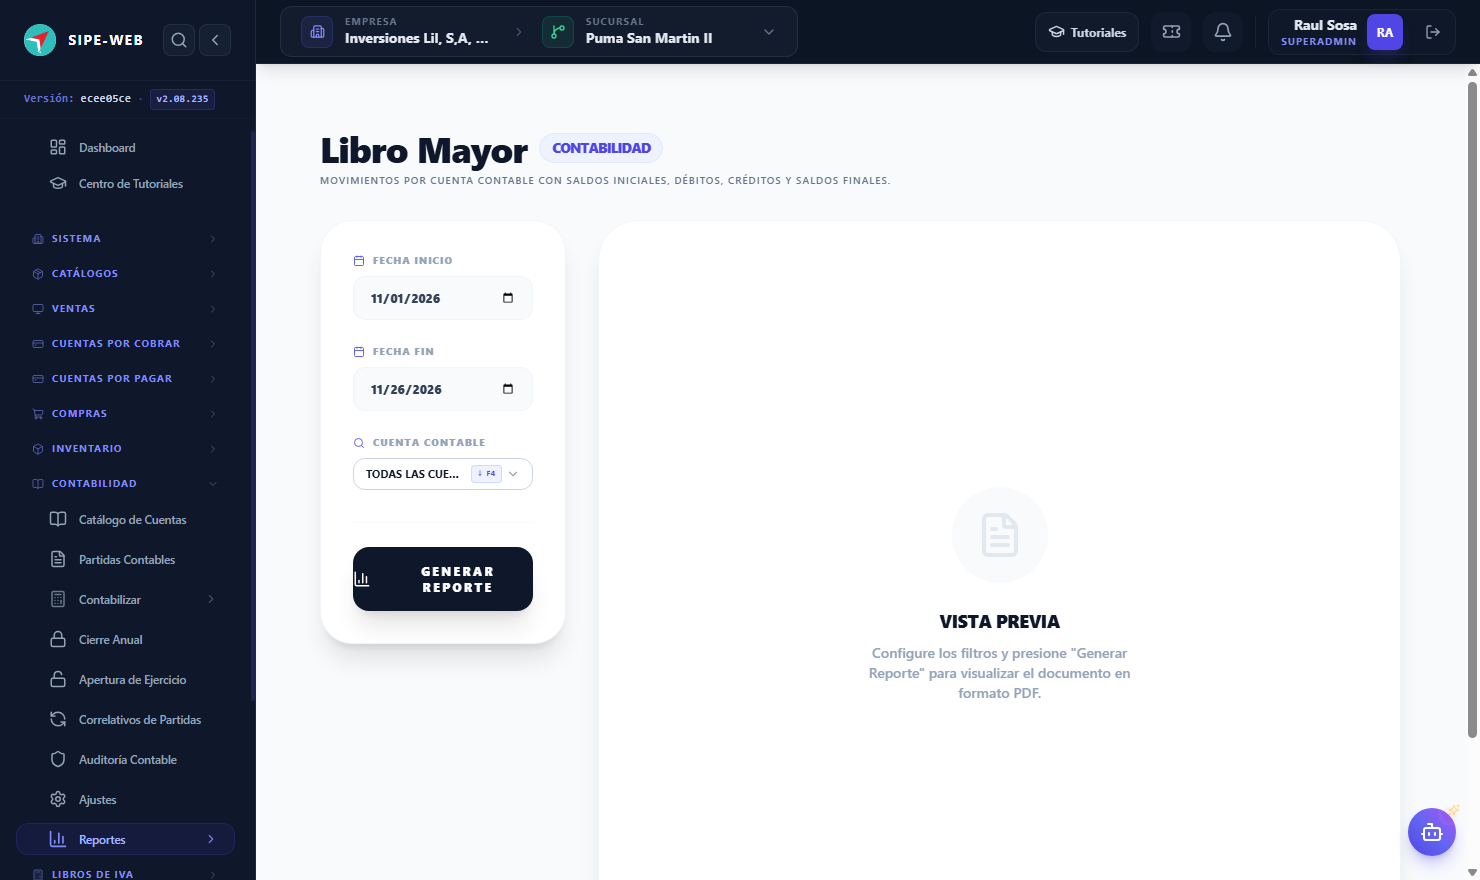 SIPE-WEB
EMPRESA
Inversiones Lil, S,A, ...
SUCURSAL
Puma San Martin II
Tutoriales
Raul Sosa
SUPERADMIN
RA
Versión: ecee05ce · v2.08.235
Dashboard
Centro de Tutoriales
SISTEMA
CATÁLOGOS
VENTAS
CUENTAS POR COBRAR
CUENTAS POR PAGAR
COMPRAS
INVENTARIO
CONTABILIDAD
Catálogo de Cuentas
Partidas Contables
Contabilizar
Cierre Anual
Apertura de Ejercicio
Correlativos de Partidas
Auditoría Contable
Ajustes
Reportes
LIBROS DE IVA
Libro Mayor
CONTABILIDAD
MOVIMIENTOS POR CUENTA CONTABLE CON SALDOS INICIALES, DÉBITOS, CRÉDITOS Y SALDOS FINALES.
FECHA INICIO
11/01/2026
FECHA FIN
11/26/2026
CUENTA CONTABLE
TODAS LAS CUE... ↓ F4
GENERAR
REPORTE
VISTA PREVIA
Configure los filtros y presione "Generar
Reporte" para visualizar el documento en
formato PDF.